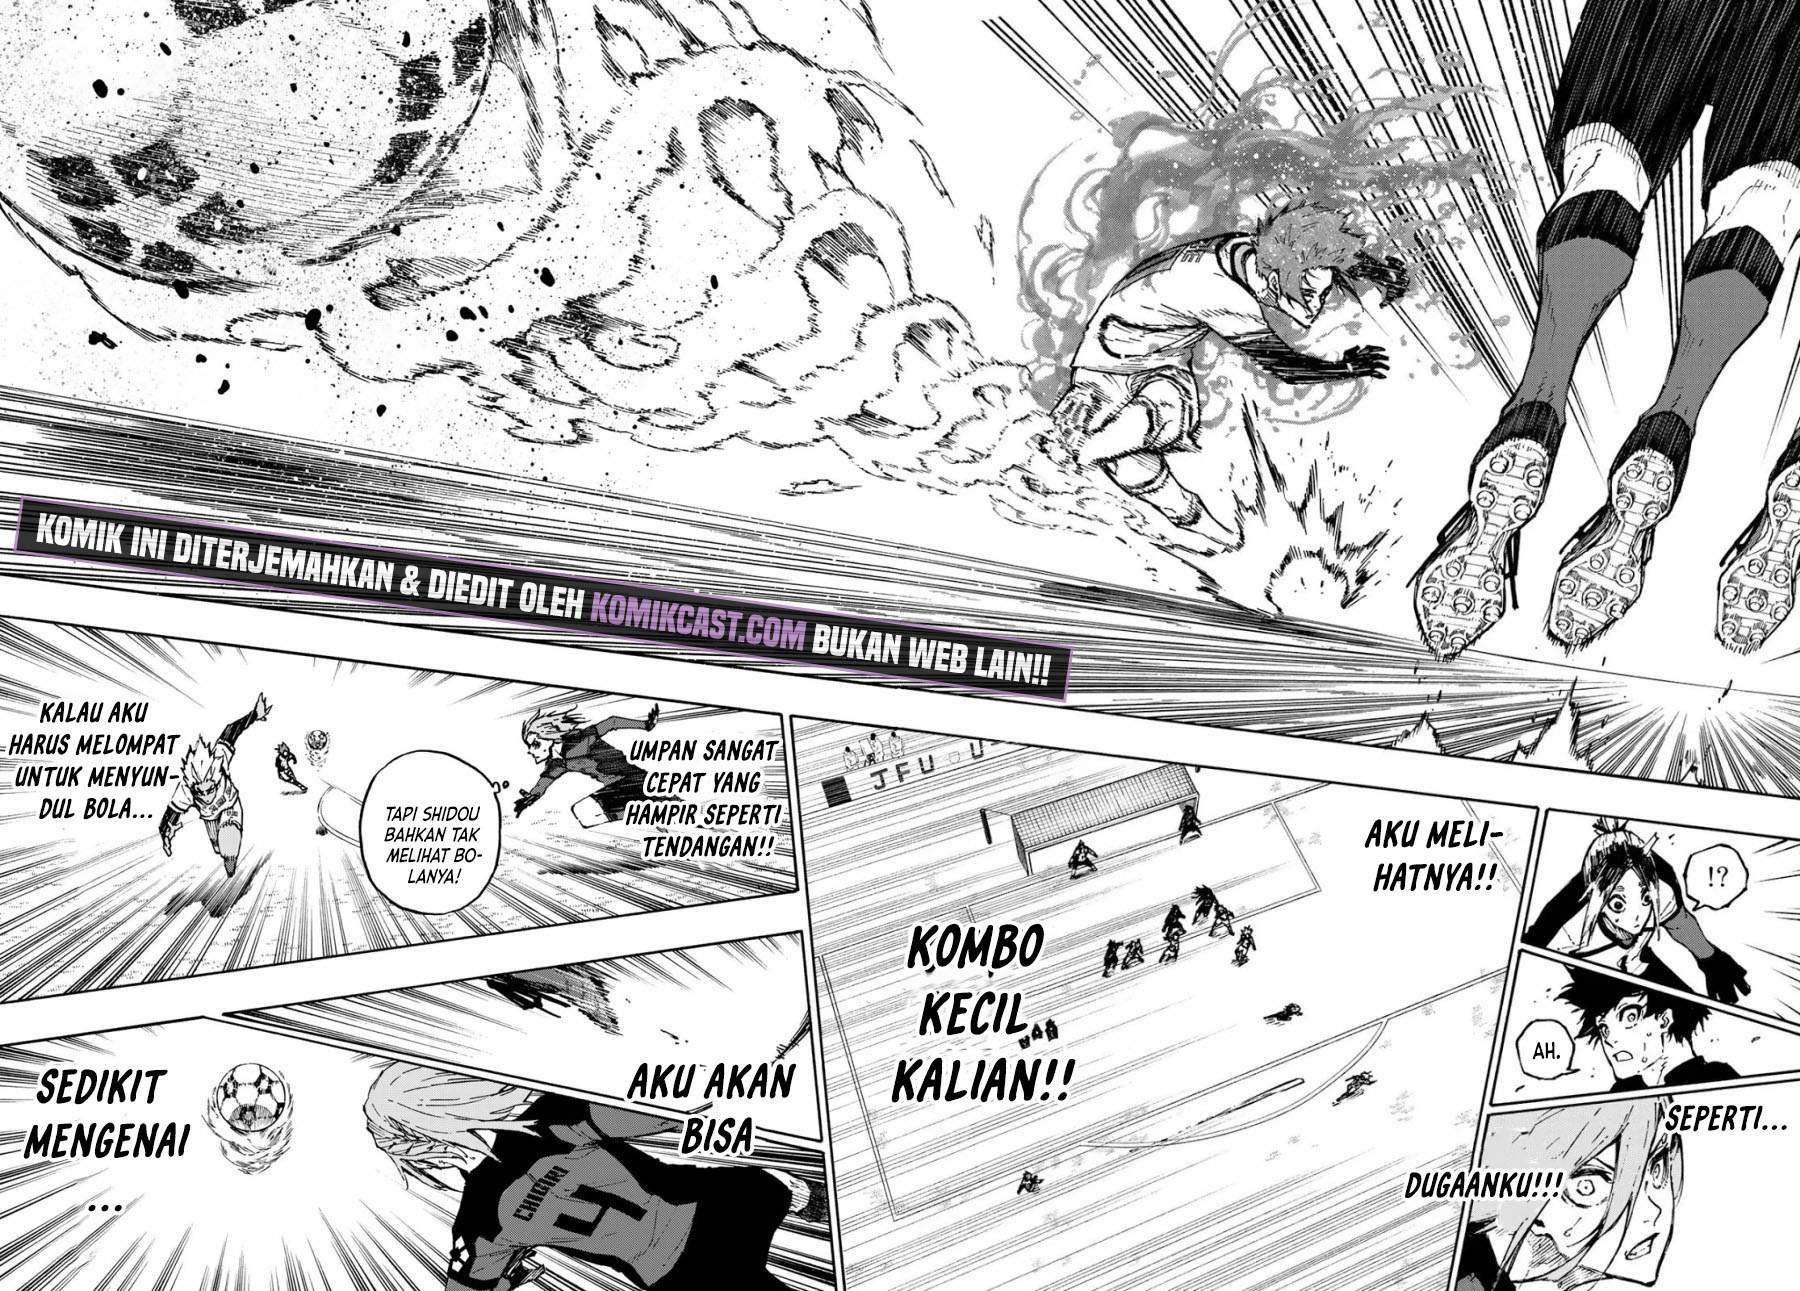 KOMIK INI DITERJEMAHKAN & DIEDIT OLEH KOMIKCAST.COM BUKAN WEB LAIN!!
!?
AH.
SEPERTI...
DUGAANKU!!!
JFU
U
AKU MELI-
HATNYA!!
KOMBO
KECIL
KALIAN!!
UMPAN SANGAT
CEPAT YANG
HAMPIR SEPERTI
TENDANGAN!!
TAPI SHIDOU
BAHKAN TAK
MELIHAT BO-
LANYA!
KALAU AKU
HARUS MELOMPAT
UNTUK MENYUN-
DUL BOLA...
AKU AKAN
BISA
CHIGIRI
4
SEDIKIT
MENGENAI
...